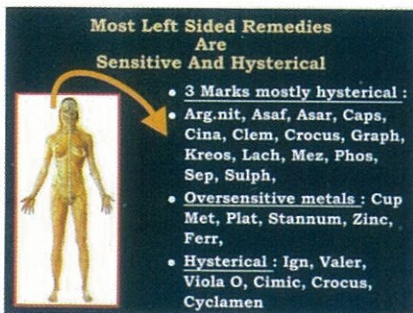 Most Left Sided Remedies
Are
Sensitive And Hysterical
• 3 Marks mostly hysterical :
• Arg.nit, Asaf, Asar, Caps,
Cina, Clem, Crocus, Graph,
Kreos, Lach, Mez, Phos,
Sep, Sulph,
• Oversensitive metals : Cup
Met, Plat, Stannum, Zinc,
Ferr,
• Hysterical : Ign, Valer,
Viola O, Cimic, Crocus,
Cyclamen